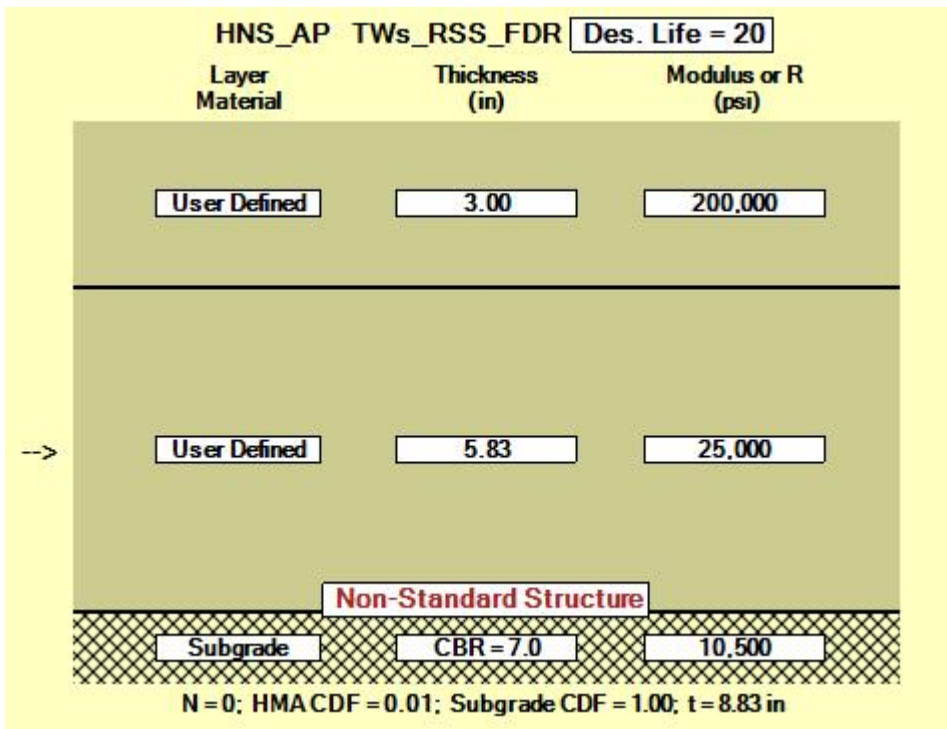 HNS_AP TWs_RSS_FDR Des. Life = 20
Layer Material Thickness (in) Modulus or R (psi)
User Defined 3.00 200,000
--> User Defined 5.83 25,000
Non-Standard Structure
Subgrade CBR = 7.0 10,500
N = 0; HMA CDF = 0.01; Subgrade CDF = 1.00; t = 8.83 in